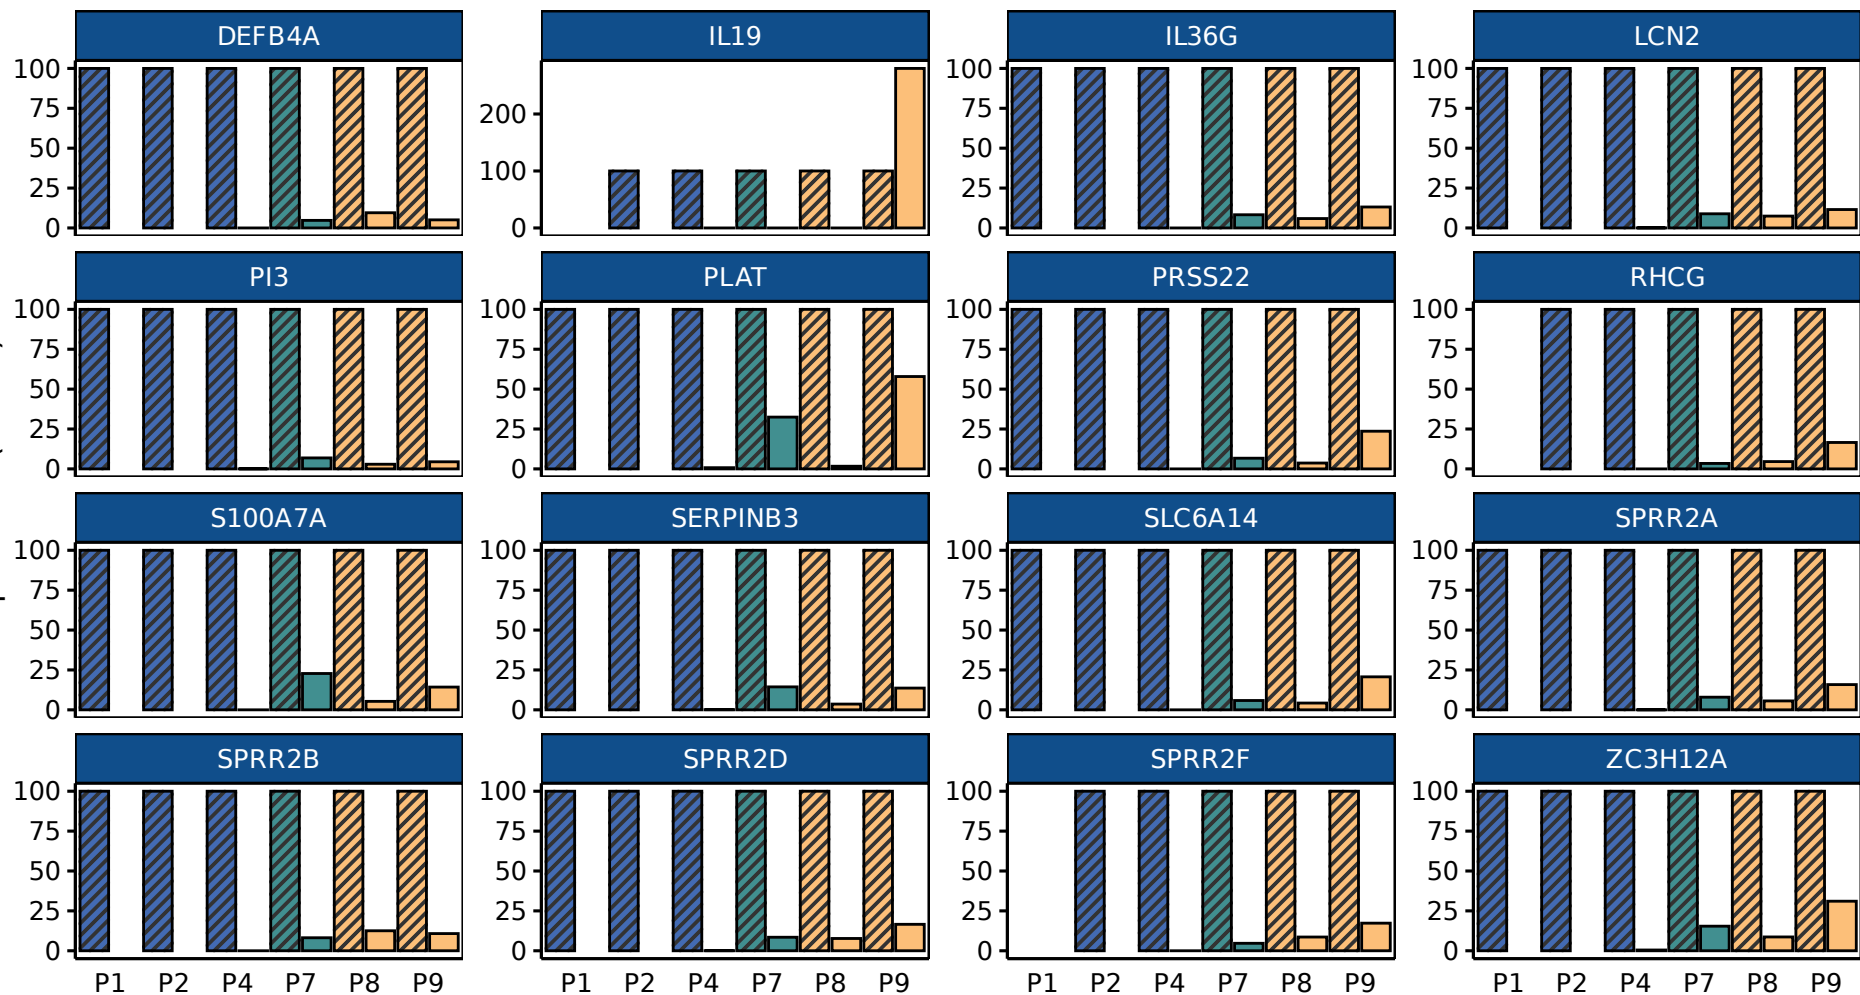 DEFB4A IL19 IL36G LCN2
100 75 50 25 0
200 100 0
100 75 50 25 0
100 75 50 25 0
PI3 PLAT PRSS22 RHCG
100 75 50 25 0
100 75 50 25 0
100 75 50 25 0
100 75 50 25 0
S100A7A SERPINB3 SLC6A14 SPRR2A
100 75 50 25 0
100 75 50 25 0
100 75 50 25 0
100 75 50 25 0
SPRR2B SPRR2D SPRR2F ZC3H12A
100 75 50 25 0
100 75 50 25 0
100 75 50 25 0
100 75 50 25 0
P1 P2 P4 P7 P8 P9
P1 P2 P4 P7 P8 P9
P1 P2 P4 P7 P8 P9
P1 P2 P4 P7 P8 P9